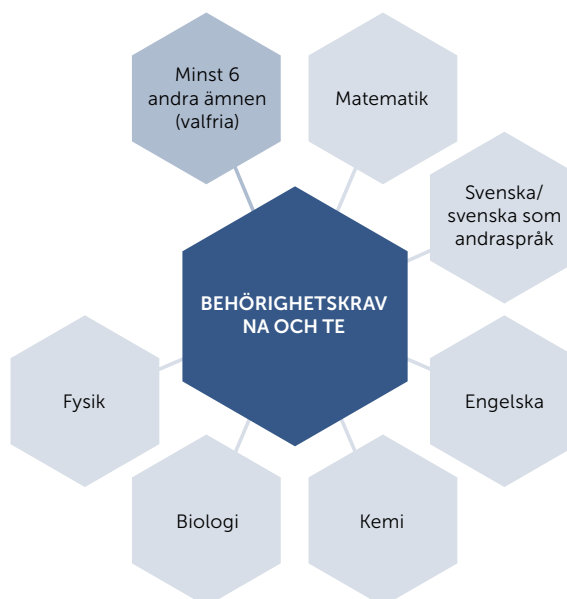 Minst 6
andra ämnen
(valfria)
Matematik
Svenska/
svenska som
andraspråk
BEHÖRIGHETSKRAV
NA OCH TE
Fysik
Engelska
Biologi
Kemi